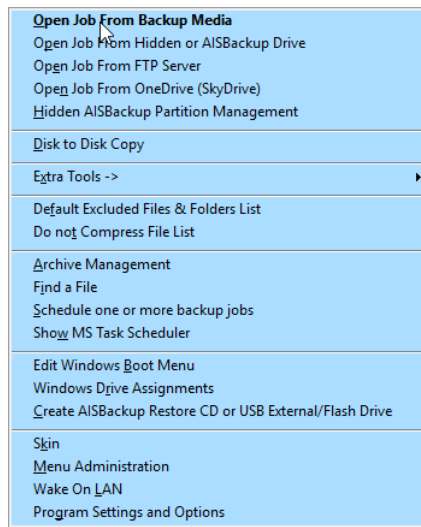 Open Job From Backup Media
Open Job From Hidden or AISBackup Drive
Open Job From FTP Server
Open Job From OneDrive (SkyDrive)
Hidden AISBackup Partition Management
Disk to Disk Copy
Extra Tools ->
Default Excluded Files & Folders List
Do not Compress File List
Archive Management
Find a File
Schedule one or more backup jobs
Show MS Task Scheduler
Edit Windows Boot Menu
Windows Drive Assignments
Create AISBackup Restore CD or USB External/Flash Drive
Skin
Menu Administration
Wake On LAN
Program Settings and Options